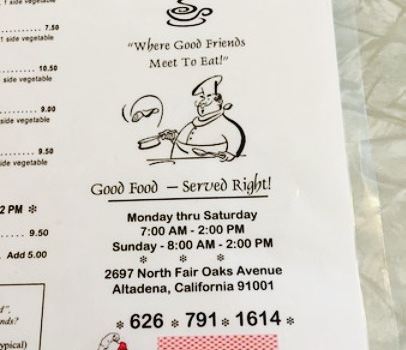 7.50
1 side vegetable
10.50
side vegetable
9.00
side vegetable
9.50
side vegetable
2 PM
9.50
Add 5.00
"Where Good Friends
Meet To Eat!"
Good Food – Served Right!
Monday thru Saturday
7:00 AM - 2:00 PM
Sunday - 8:00 AM - 2:00 PM
* * *
2697 North Fair Oaks Avenue
Altadena, California 91001
* 626 * 791 * 1614 *